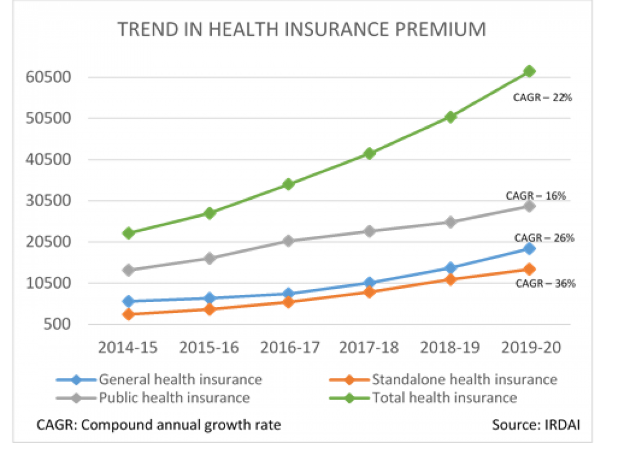 TREND IN HEALTH INSURANCE PREMIUM
60500
CAGR – 22%
50500
40500
30500
CAGR – 16%
20500
CAGR – 26%
10500
CAGR – 36%
500
2014-15 2015-16 2016-17 2017-18 2018-19 2019-20
General health insurance Standalone health insurance
Public health insurance Total health insurance
CAGR: Compound annual growth rate Source: IRDAI